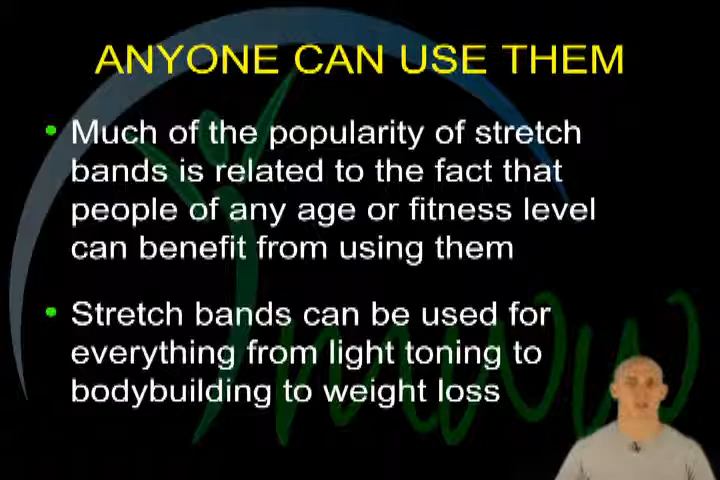 ANYONE CAN USE THEM
• Much of the popularity of stretch
bands is related to the fact that
people of any age or fitness level
can benefit from using them
• Stretch bands can be used for
everything from light toning to
bodybuilding to weight loss